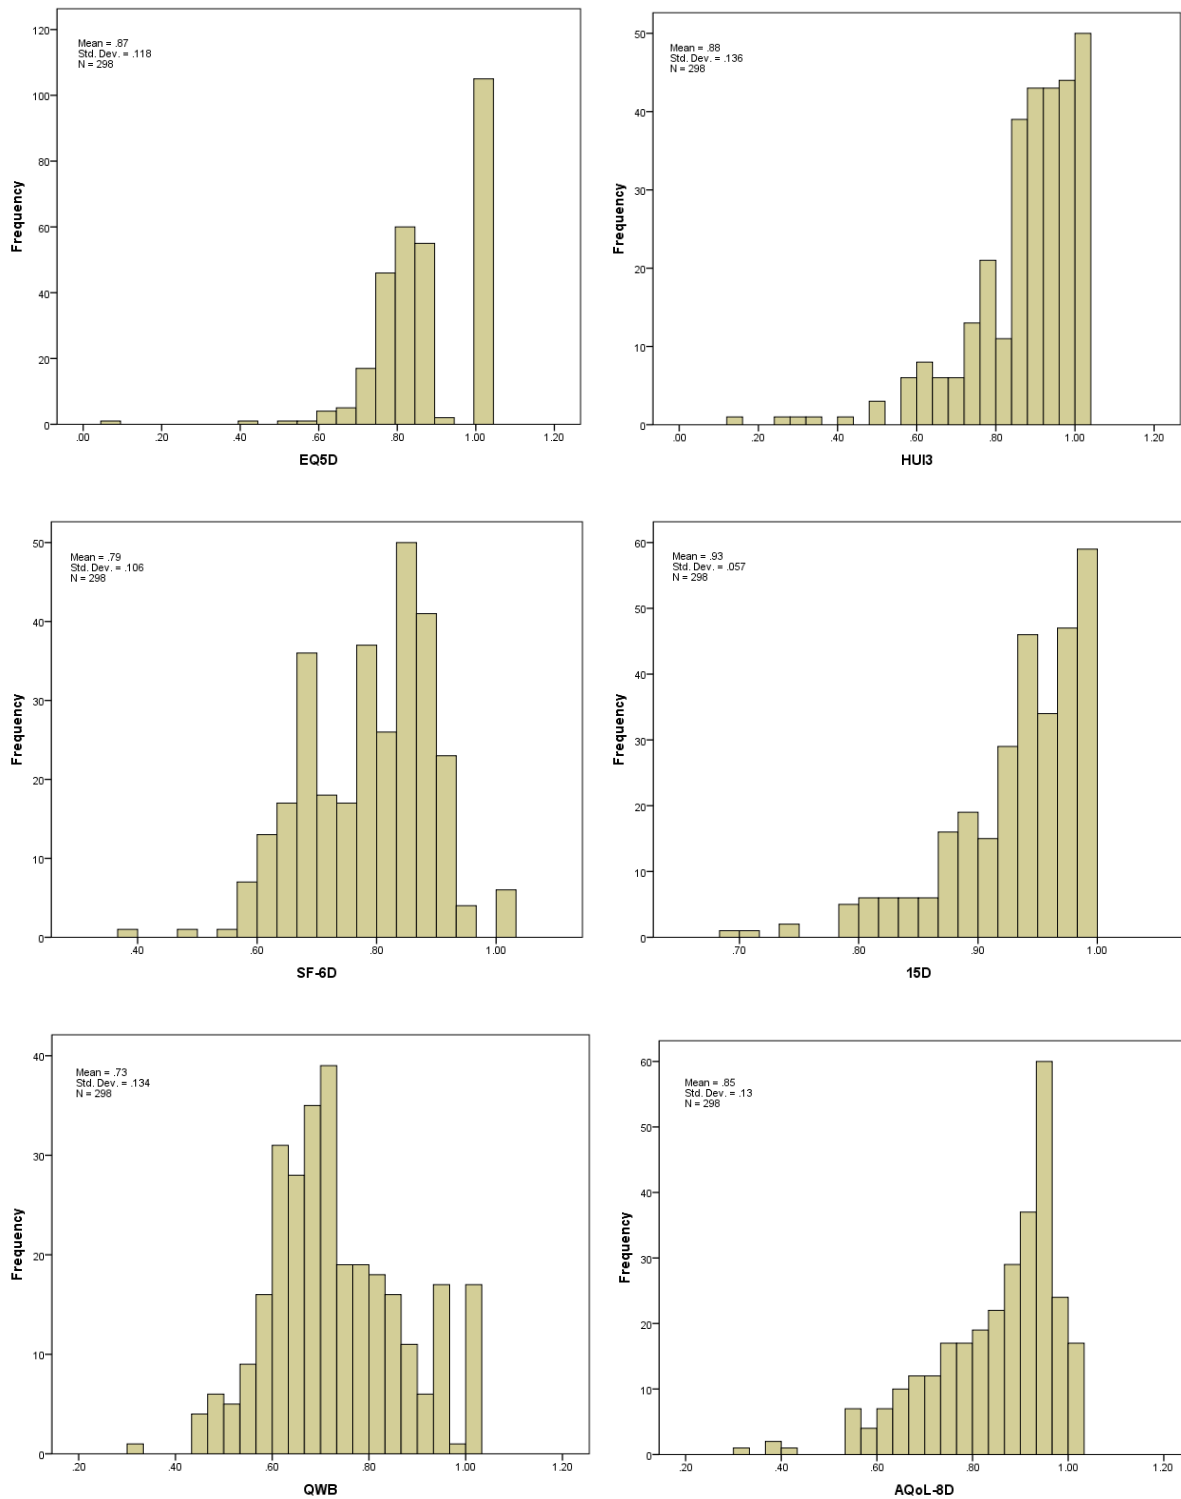 Mean = .87
Std. Dev. = .118
N = 298
120
100
80
60
40
20
0
Frequency
.00 .20 .40 .60 .80 1.00 1.20
EQ5D
Mean = .88
Std. Dev. = .136
N = 298
50
40
30
20
10
0
Frequency
.00 .20 .40 .60 .80 1.00 1.20
HUI3
Mean = .79
Std. Dev. = .106
N = 298
50
40
30
20
10
0
Frequency
.40 .60 .80 1.00
SF-6D
Mean = .93
Std. Dev. = .057
N = 298
60
50
40
30
20
10
0
Frequency
.70 .80 .90 1.00
15D
Mean = .73
Std. Dev. = .134
N = 298
40
30
20
10
0
Frequency
.20 .40 .60 .80 1.00 1.20
QWB
Mean = .85
Std. Dev. = .13
N = 298
60
50
40
30
20
10
0
Frequency
.20 .40 .60 .80 1.00 1.20
AQoL-8D